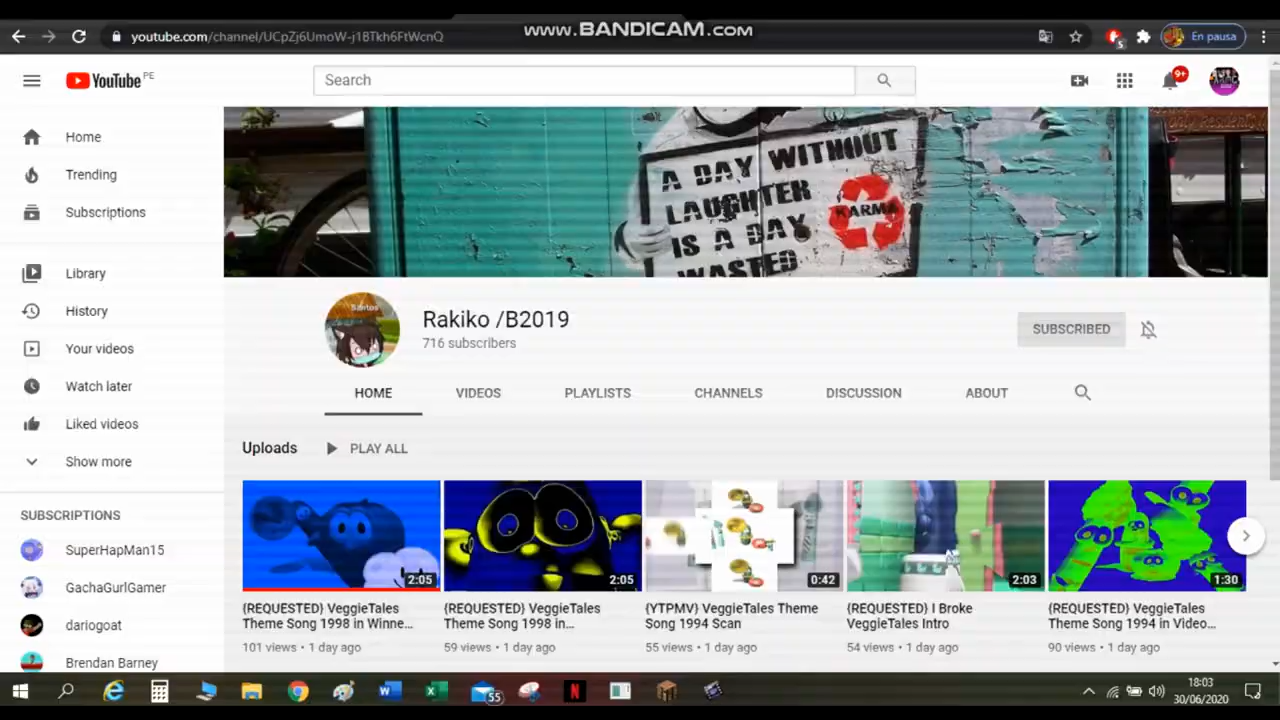 www.BANDICAM.com
youtube.com/channel/UCpZj6UmoW-j1BTkh6FtWcnQ
5
En pausa
YouTube PE
Search
9+
Home
Trending
Subscriptions
Library
History
Your videos
Watch later
Liked videos
Show more
SUBSCRIPTIONS
SuperHapMan15
GachaGurlGamer
dariogoat
Brendan Barney
A DAY WITHOUT
LAUGHTER
IS A DAY
WASTED
KARMA
Santos
Rakiko /B2019
716 subscribers
SUBSCRIBED
HOME
VIDEOS
PLAYLISTS
CHANNELS
DISCUSSION
ABOUT
Uploads
PLAY ALL
2:05
2:05
0:42
2:03
1:30
{REQUESTED} VeggieTales
Theme Song 1998 in Winne...
101 views • 1 day ago
{REQUESTED} VeggieTales
Theme Song 1998 in...
59 views • 1 day ago
{YTPMV} VeggieTales Theme
Song 1994 Scan
55 views • 1 day ago
{REQUESTED} I Broke
VeggieTales Intro
54 views • 1 day ago
{REQUESTED} VeggieTales
Theme Song 1994 in Video...
90 views • 1 day ago
55
18:03
30/06/2020